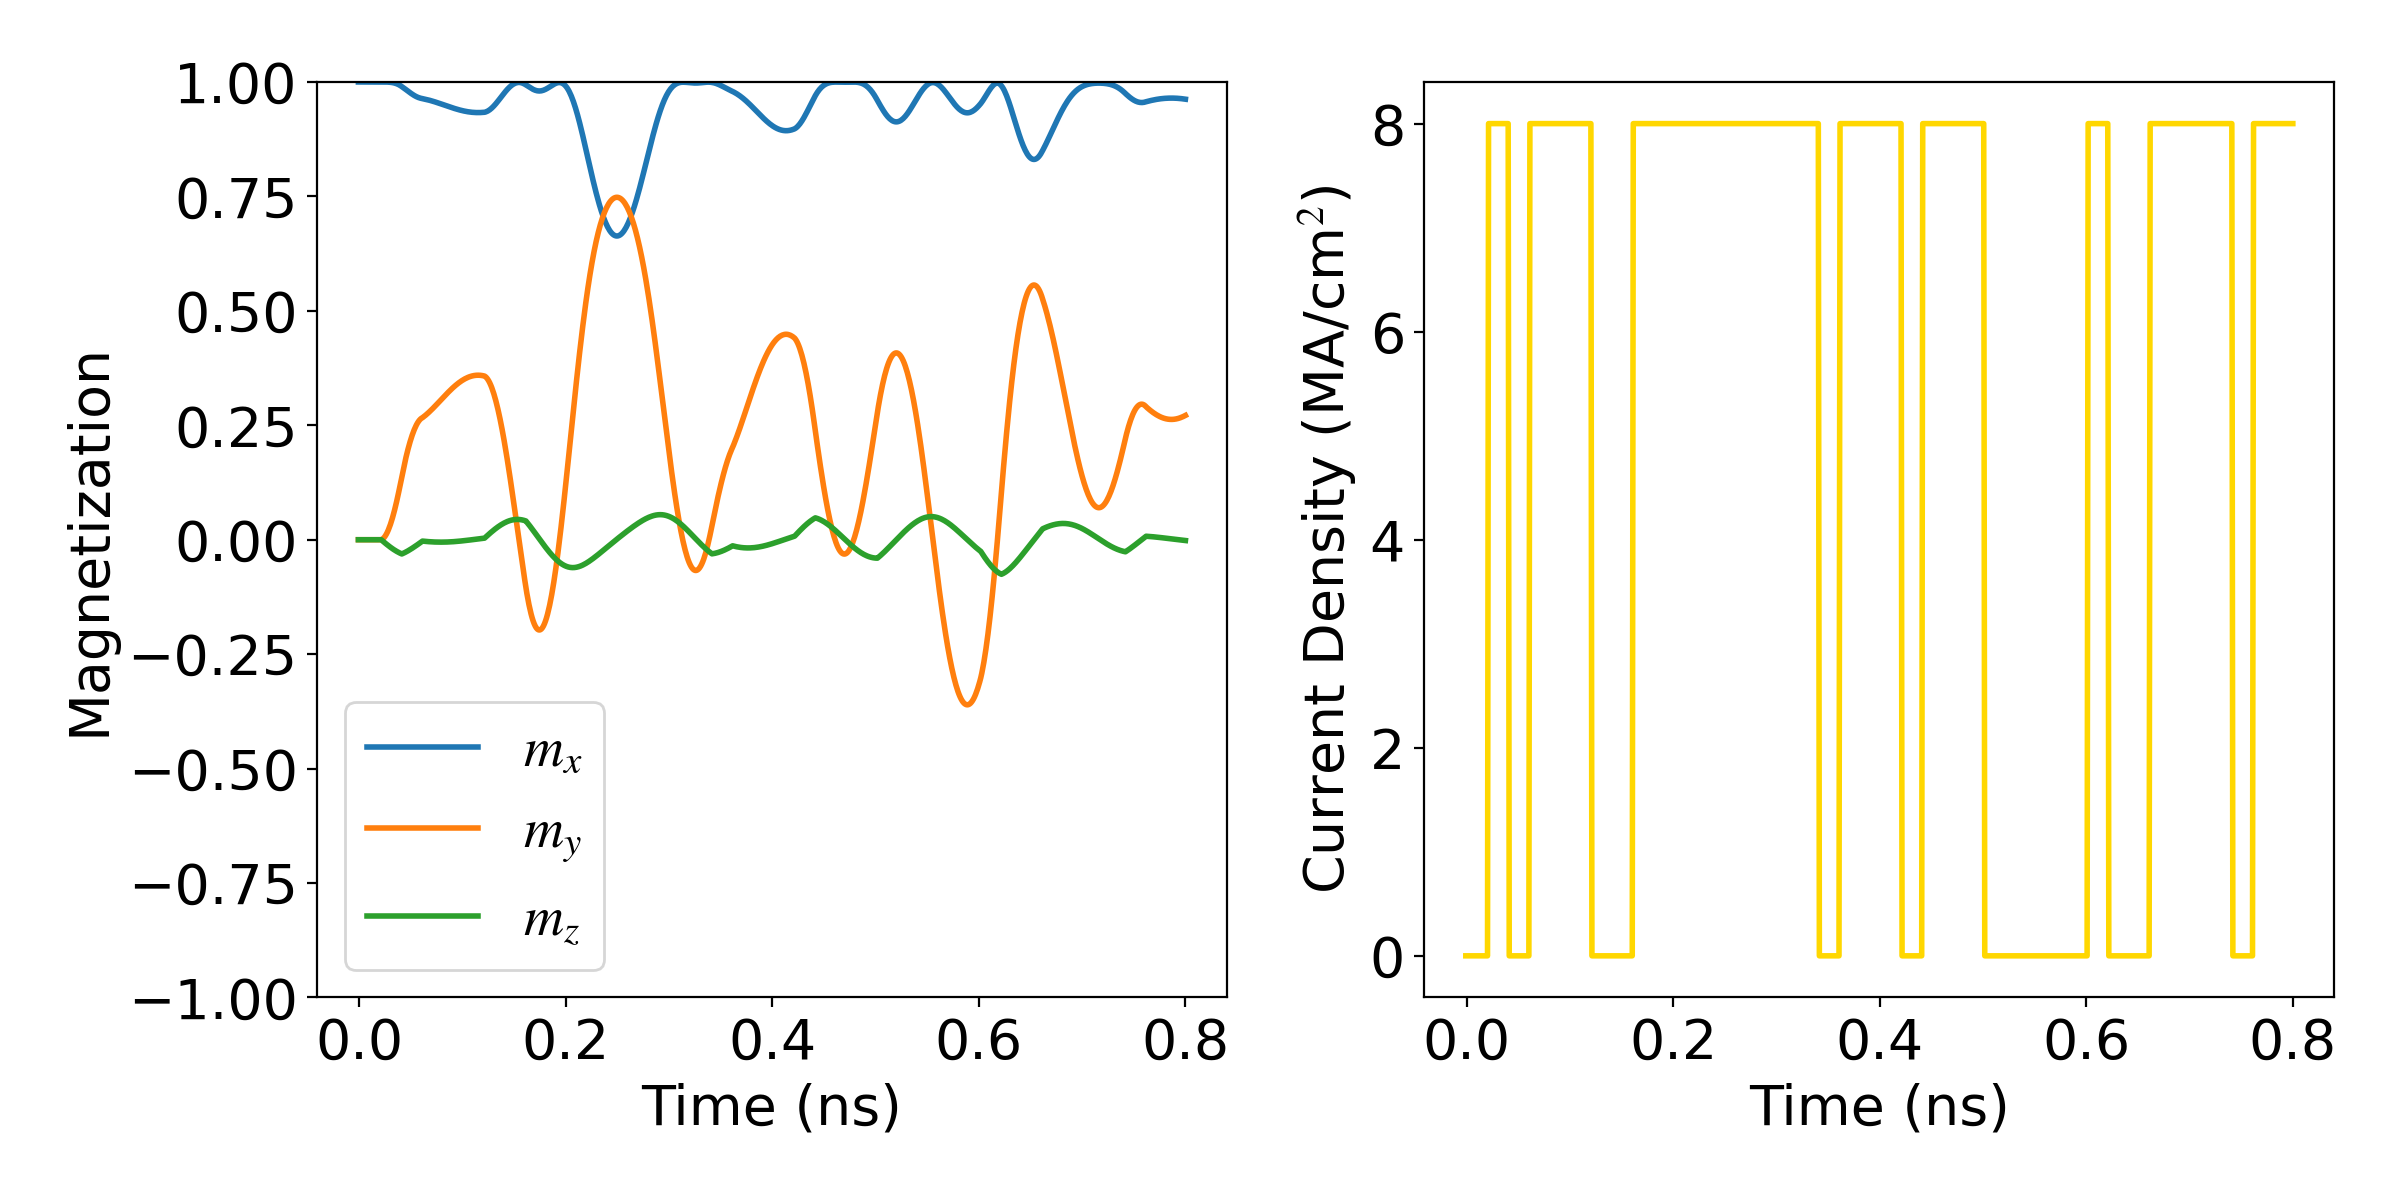 Magnetization
1.00
0.75
0.50
0.25
0.00
−0.25
−0.50
−0.75
−1.00
m_x
m_y
m_z
0.0 0.2 0.4 0.6 0.8
Time (ns)
Current Density (MA/cm²)
8
6
4
2
0
0.0 0.2 0.4 0.6 0.8
Time (ns)